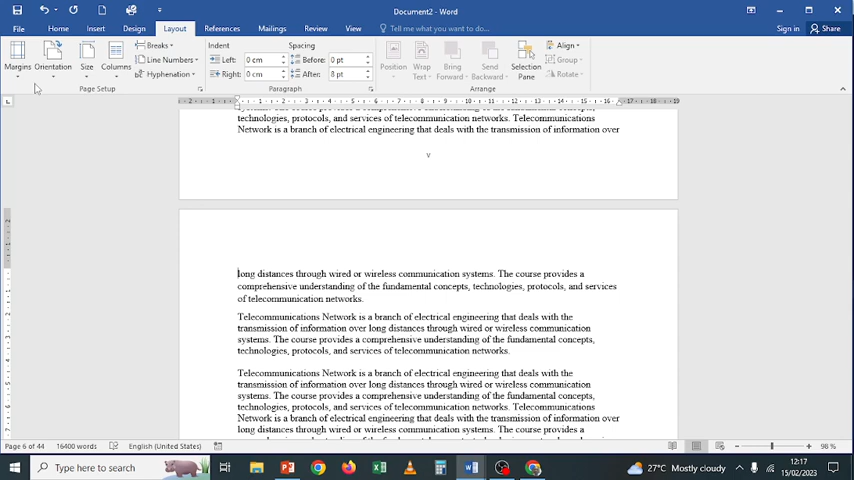 Document2 - Word
Sign in
Share
File
Home
Insert
Design
Layout
References
Mailings
Review
View
Tell me what you want to do...
Margins
Orientation
Size
Columns
Breaks
Line Numbers
Hyphenation
Page Setup
Indent
Left: 0 cm
Right: 0 cm
Spacing
Before: 0 pt
After: 8 pt
Paragraph
Position
Wrap Text
Bring Forward
Send Backward
Selection Pane
Align
Group
Rotate
Arrange
technologies, protocols, and services of telecommunication networks. Telecommunications
Network is a branch of electrical engineering that deals with the transmission of information over
v
long distances through wired or wireless communication systems. The course provides a
comprehensive understanding of the fundamental concepts, technologies, protocols, and services
of telecommunication networks.
Telecommunications Network is a branch of electrical engineering that deals with the
transmission of information over long distances through wired or wireless communication
systems. The course provides a comprehensive understanding of the fundamental concepts,
technologies, protocols, and services of telecommunication networks.
Telecommunications Network is a branch of electrical engineering that deals with the
transmission of information over long distances through wired or wireless communication
systems. The course provides a comprehensive understanding of the fundamental concepts,
technologies, protocols, and services of telecommunication networks. Telecommunications
Network is a branch of electrical engineering that deals with the transmission of information over
long distances through wired or wireless communication systems. The course provides a
Page 6 of 44
16400 words
English (United States)
98 %
Type here to search
27°C Mostly cloudy
12:17
15/02/2023